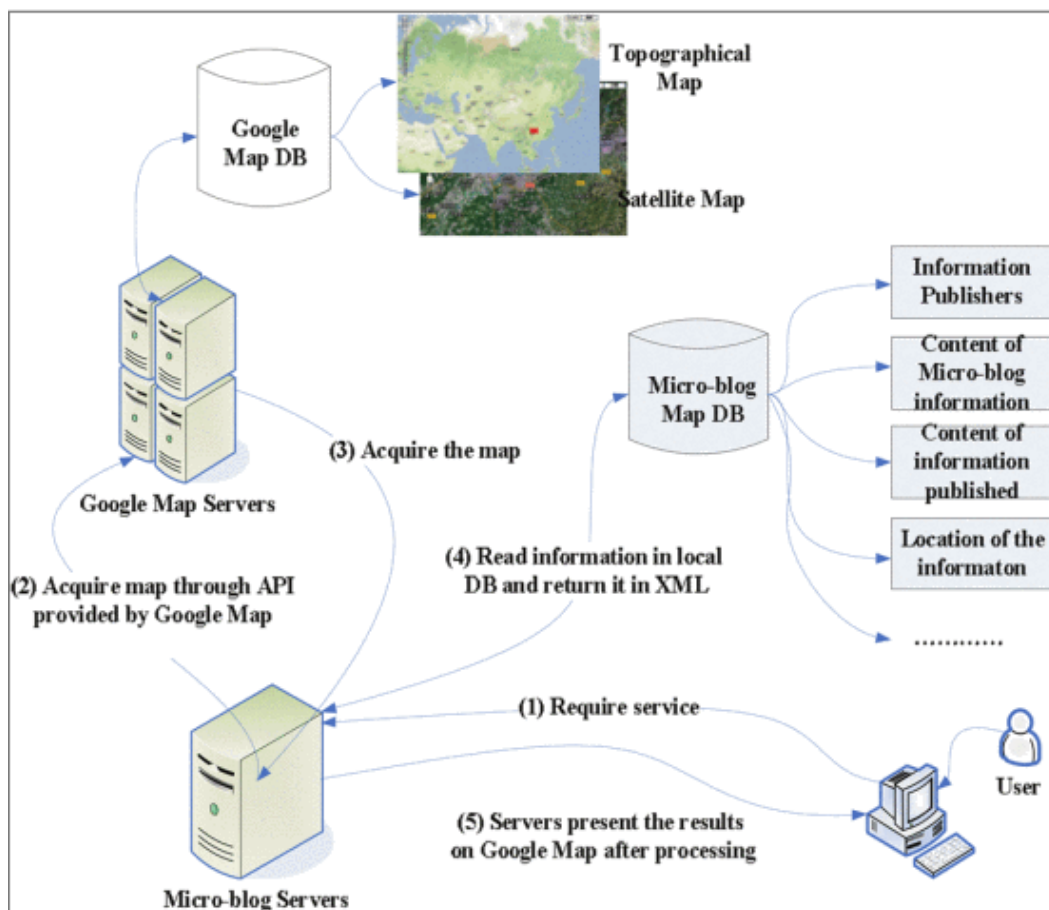 Topographical
Map
Google
Map DB
Satellite Map
Information
Publishers
Content of
Micro-blog
information
Micro-blog
Map DB
(3) Acquire the map
Content of
information
published
Google Map Servers
Location of the
informaton
(4) Read information in local
DB and return it in XML
(2) Acquire map through API
provided by Google Map
............
(1) Require service
User
(5) Servers present the results
on Google Map after processing
Micro-blog Servers